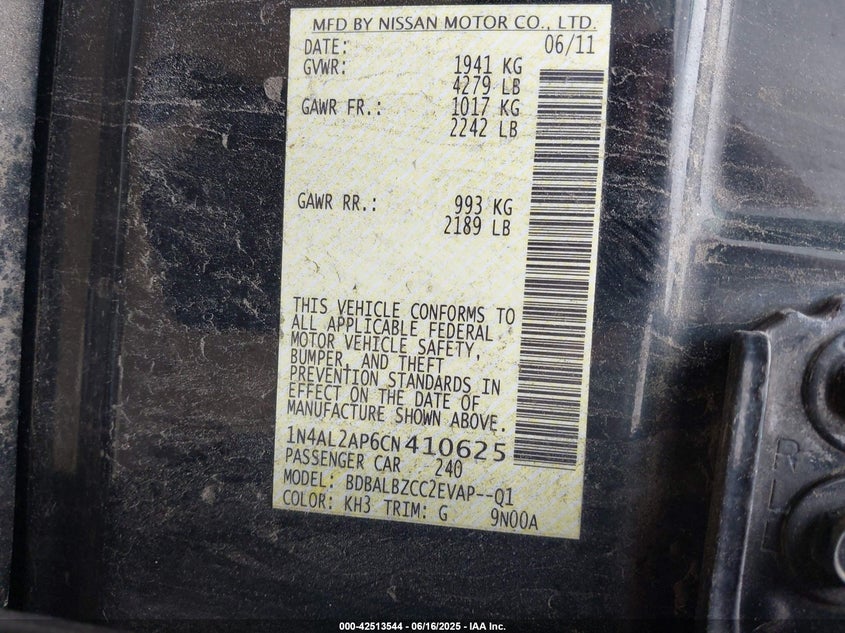 MFD BY NISSAN MOTOR CO., LTD.
DATE: 06/11
GVWR: 1941 KG
4279 LB
GAWR FR.: 1017 KG
2242 LB
GAWR RR.: 993 KG
2189 LB
THIS VEHICLE CONFORMS TO
ALL APPLICABLE FEDERAL
MOTOR VEHICLE SAFETY,
BUMPER, AND THEFT
PREVENTION STANDARDS IN
EFFECT ON THE DATE OF
MANUFACTURE SHOWN ABOVE.
1N4AL2AP6CN410625
PASSENGER CAR 240
MODEL: BDBALBZCC2EVAP--Q1
COLOR: KH3 TRIM: G 9N00A
000-42513544 - 06/16/2025 - IAA Inc.